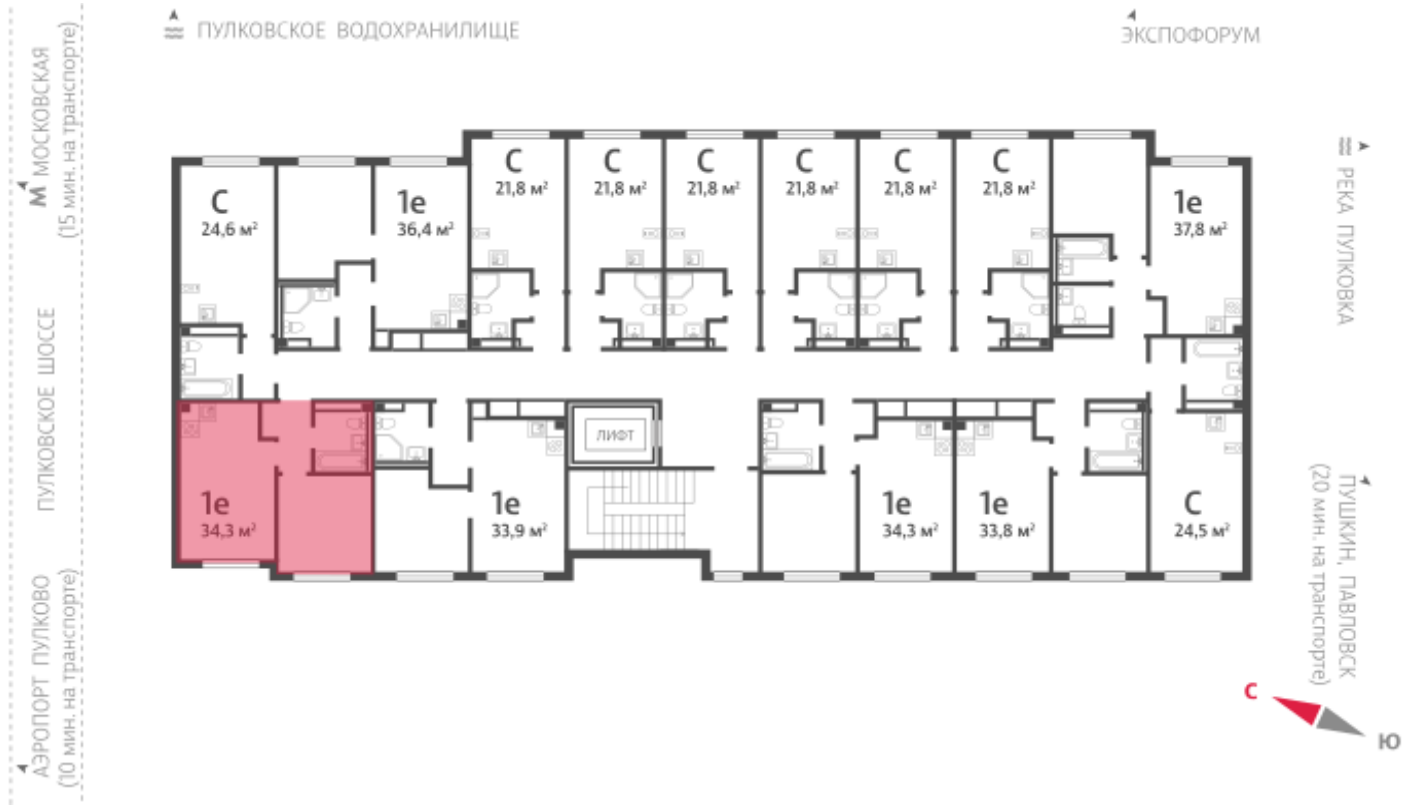 ПУЛКОВСКОЕ ВОДОХРАНИЛИЩЕ
ЭКСПОФОРУМ
М МОСКОВСКАЯ
(15 мин. на транспорте)
ПУЛКОВСКОЕ ШОССЕ
АЭРОПОРТ ПУЛКОВО
(10 мин. на транспорте)
С
24,6 м²
1е
36,4 м²
С
21,8 м²
С
21,8 м²
С
21,8 м²
С
21,8 м²
С
21,8 м²
С
21,8 м²
1е
37,8 м²
1е
34,3 м²
1е
33,9 м²
ЛИФТ
1е
34,3 м²
1е
33,8 м²
С
24,5 м²
РЕКА ПУЛКОВКА
ПУШКИН, ПАВЛОВСК
(20 мин. на транспорте)
С
Ю